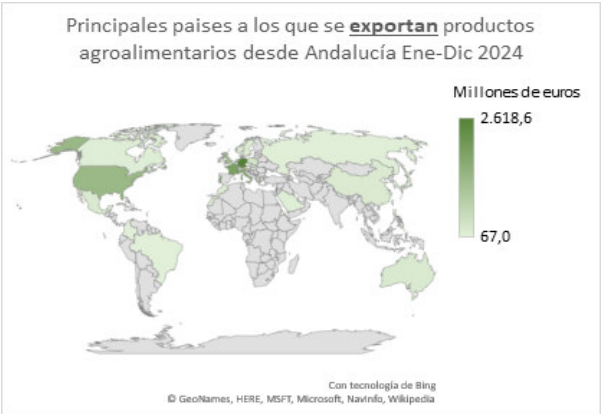 Principales paises a los que se exportan productos
agroalimentarios desde Andalucía Ene-Dic 2024
Millones de euros
2.618,6
67,0
Con tecnología de Bing
© GeoNames, HERE, MSFT, Microsoft, NavInfo, Wikipedia